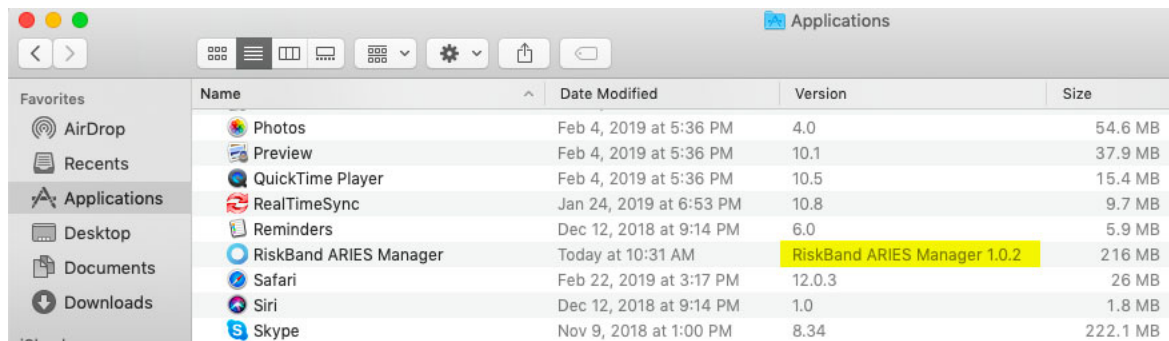 Applications
Favorites
AirDrop
Recents
Applications
Desktop
Documents
Downloads
Name Date Modified Version Size
Photos Feb 4, 2019 at 5:36 PM 4.0 54.6 MB
Preview Feb 4, 2019 at 5:36 PM 10.1 37.9 MB
QuickTime Player Feb 4, 2019 at 5:36 PM 10.5 15.4 MB
RealTimeSync Jan 24, 2019 at 6:53 PM 10.8 9.7 MB
Reminders Dec 12, 2018 at 9:14 PM 6.0 5.9 MB
RiskBand ARIES Manager Today at 10:31 AM RiskBand ARIES Manager 1.0.2 216 MB
Safari Feb 22, 2019 at 3:17 PM 12.0.3 26 MB
Siri Dec 12, 2018 at 9:14 PM 1.0 1.8 MB
Skype Nov 9, 2018 at 1:00 PM 8.34 222.1 MB